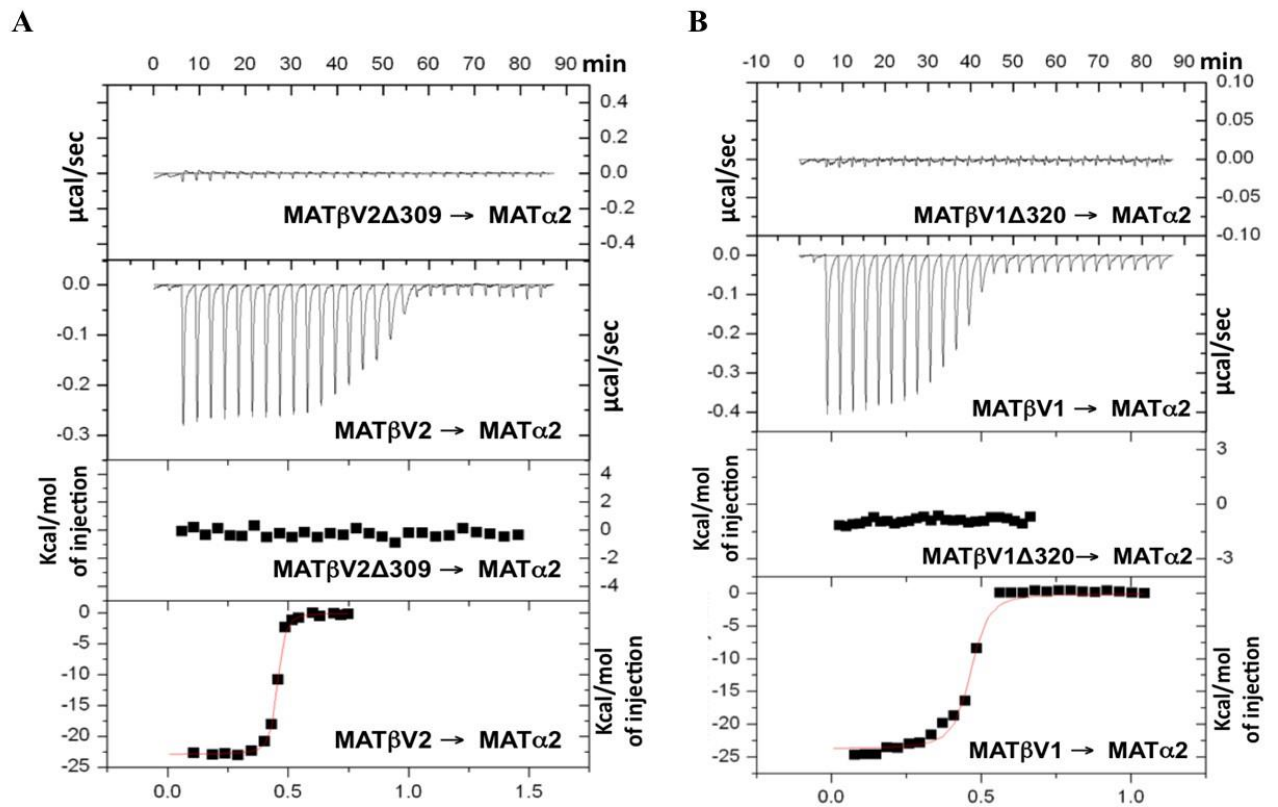 A
0 10 20 30 40 50 60 70 80 90 min
µcal/sec
0.4
0.2
0.0
-0.2
-0.4
MATβV2Δ309 → MATα2
0.0
-0.1
-0.2
-0.3
µcal/sec
MATβV2 → MATα2
Kcal/mol
of injection
4
2
0
-2
-4
MATβV2Δ309 → MATα2
0
-5
-10
-15
-20
-25
Kcal/mol
of injection
MATβV2 → MATα2
0.0 0.5 1.0 1.5
B
-10 0 10 20 30 40 50 60 70 80 90 min
µcal/sec
0.10
0.05
0.00
-0.05
-0.10
MATβV1Δ320 → MATα2
0.0
-0.1
-0.2
-0.3
-0.4
µcal/sec
MATβV1 → MATα2
Kcal/mol
of injection
3
0
-3
MATβV1Δ320→ MATα2
0
-5
-10
-15
-20
-25
Kcal/mol
of injection
MATβV1 → MATα2
0.0 0.5 1.0